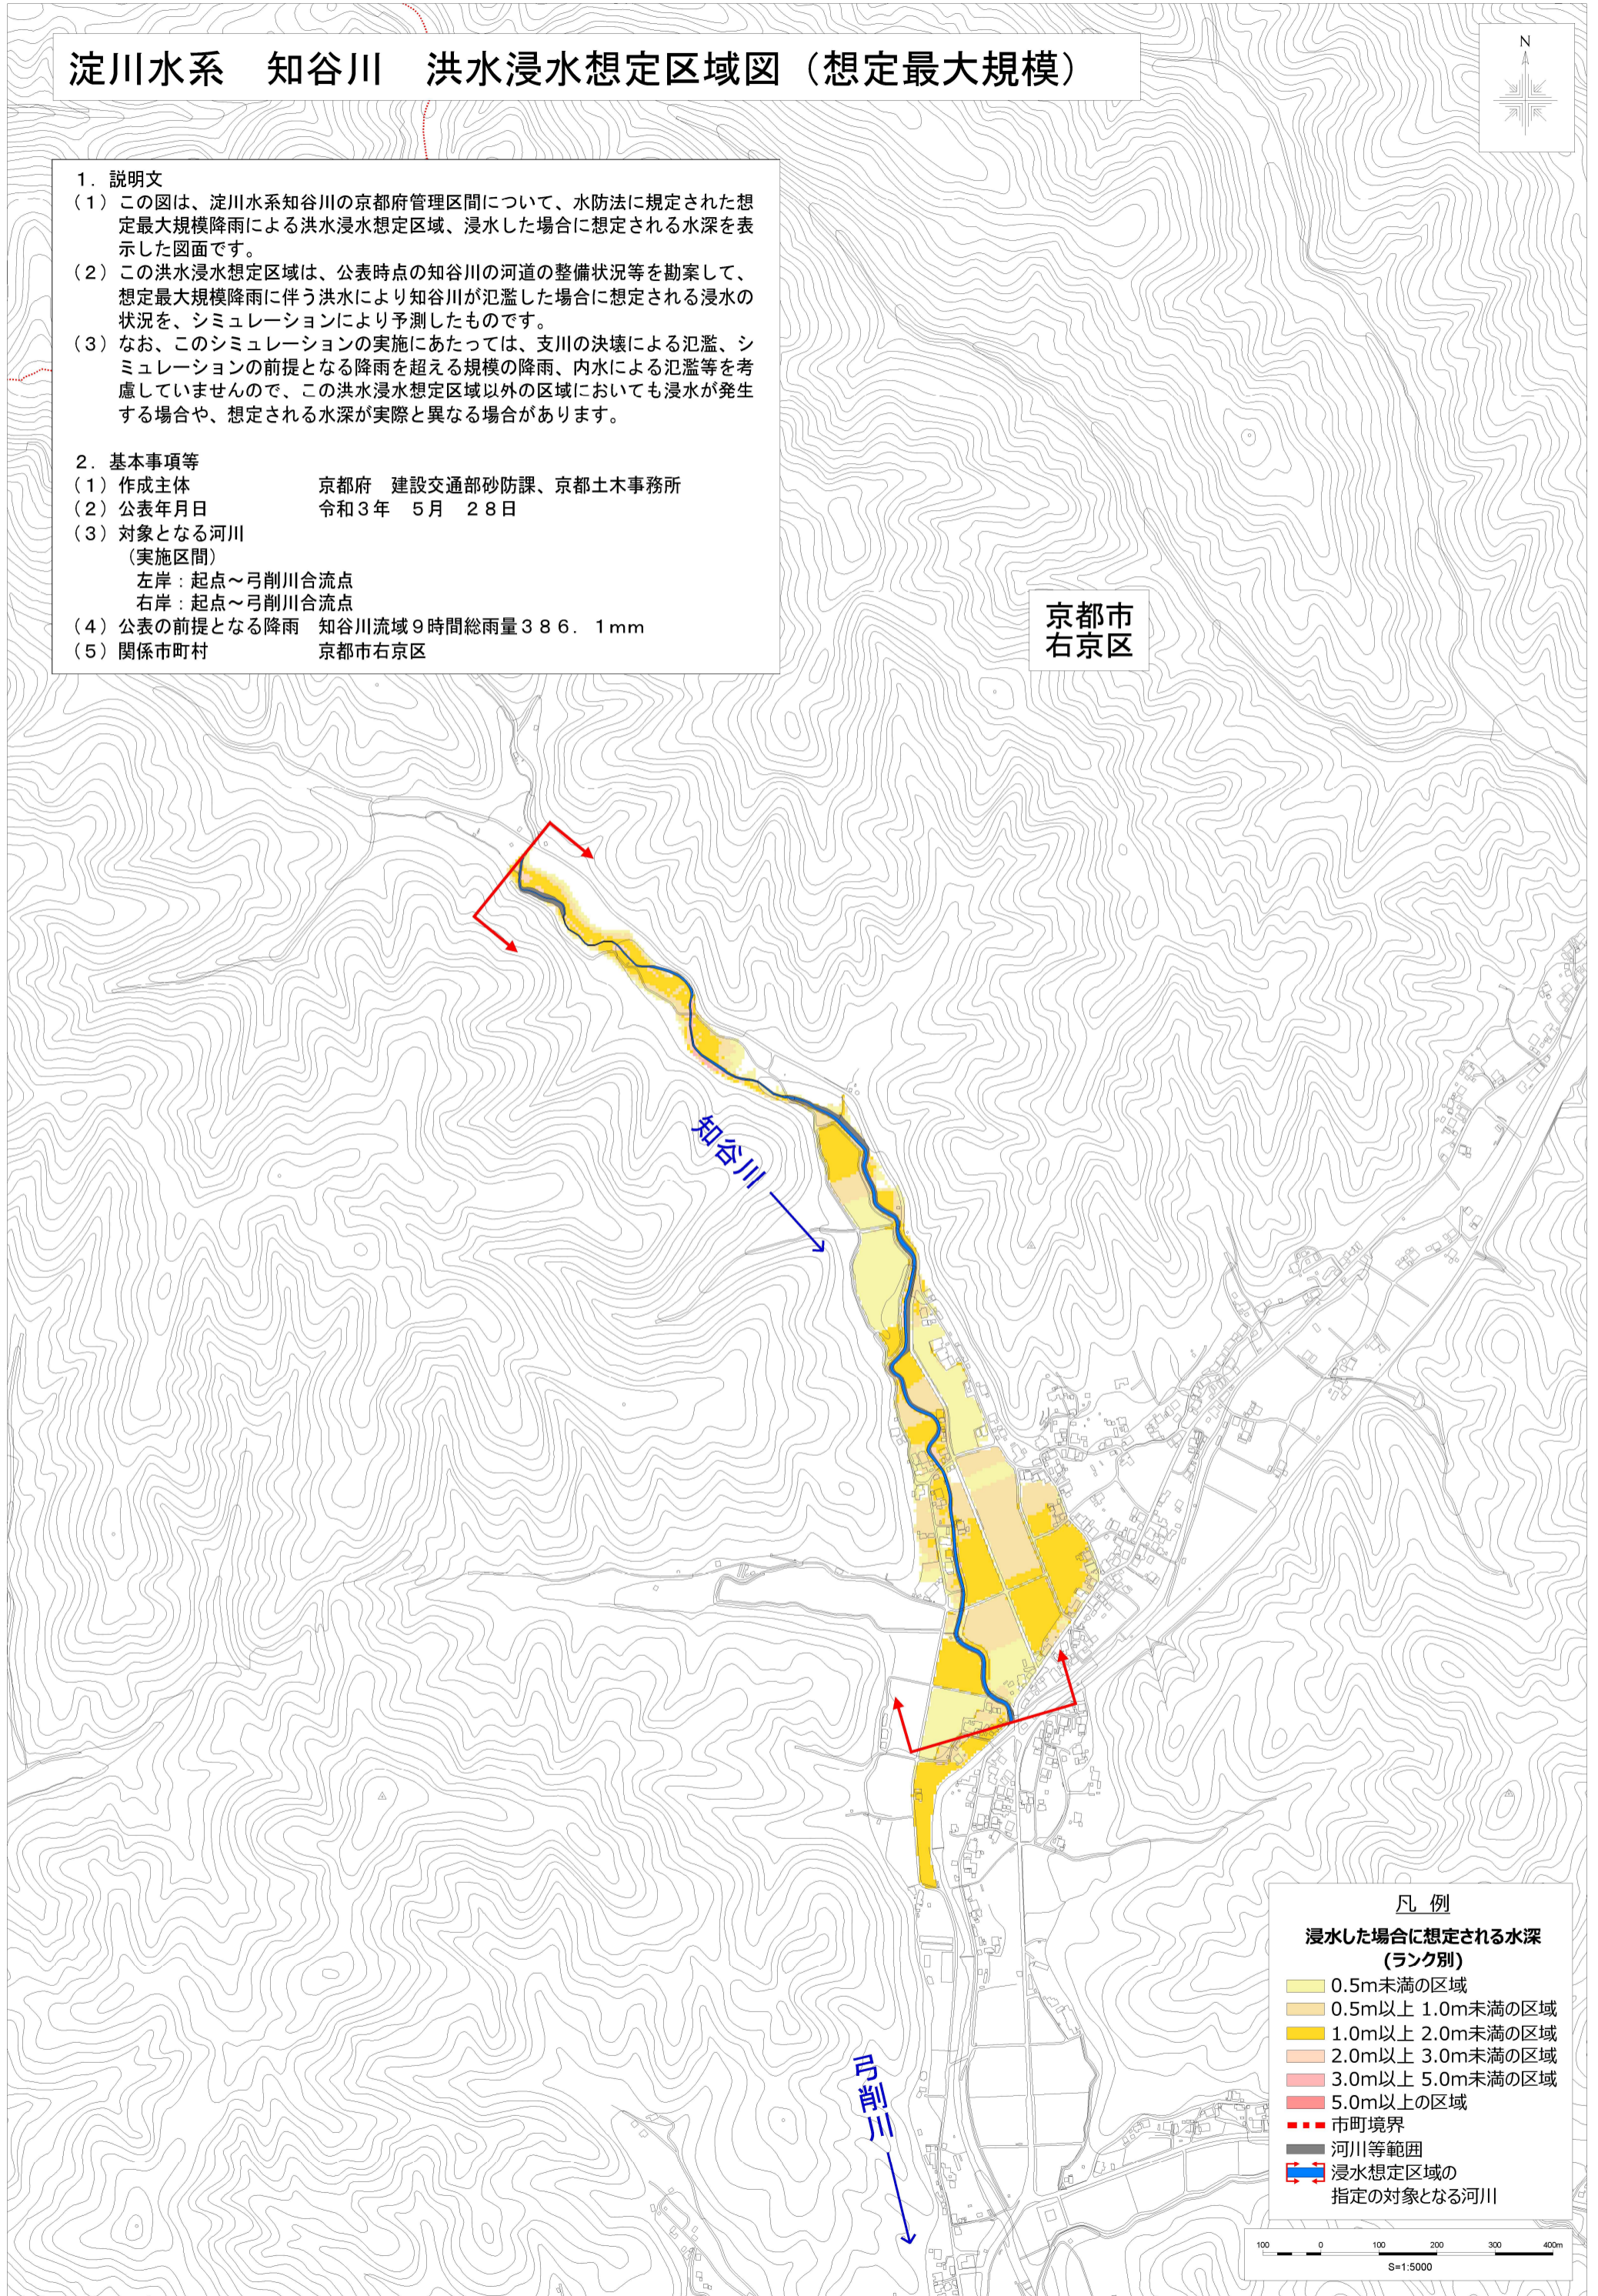 淀川水系　知谷川　洪水浸水想定区域図（想定最大規模）
N
１．説明文
（１）この図は、淀川水系知谷川の京都府管理区間について、水防法に規定された想
定最大規模降雨による洪水浸水想定区域、浸水した場合に想定される水深を表
示した図面です。
（２）この洪水浸水想定区域は、公表時点の知谷川の河道の整備状況等を勘案して、
想定最大規模降雨に伴う洪水により知谷川が氾濫した場合に想定される浸水の
状況を、シミュレーションにより予測したものです。
（３）なお、このシミュレーションの実施にあたっては、支川の決壊による氾濫、シ
ミュレーションの前提となる降雨を超える規模の降雨、内水による氾濫等を考
慮していませんので、この洪水浸水想定区域以外の区域においても浸水が発生
する場合や、想定される水深が実際と異なる場合があります。
２．基本事項等
（１）作成主体　京都府　建設交通部砂防課、京都土木事務所
（２）公表年月日　令和３年　５月　２８日
（３）対象となる河川
（実施区間）
左岸：起点～弓削川合流点
右岸：起点～弓削川合流点
（４）公表の前提となる降雨　知谷川流域９時間総雨量３８６．１mm
（５）関係市町村　京都市右京区
京都市
右京区
知谷川
弓削川
凡 例
浸水した場合に想定される水深
(ランク別)
0.5m未満の区域
0.5m以上 1.0m未満の区域
1.0m以上 2.0m未満の区域
2.0m以上 3.0m未満の区域
3.0m以上 5.0m未満の区域
5.0m以上の区域
市町境界
河川等範囲
浸水想定区域の
指定の対象となる河川
100 0 100 200 300 400m
S=1:5000